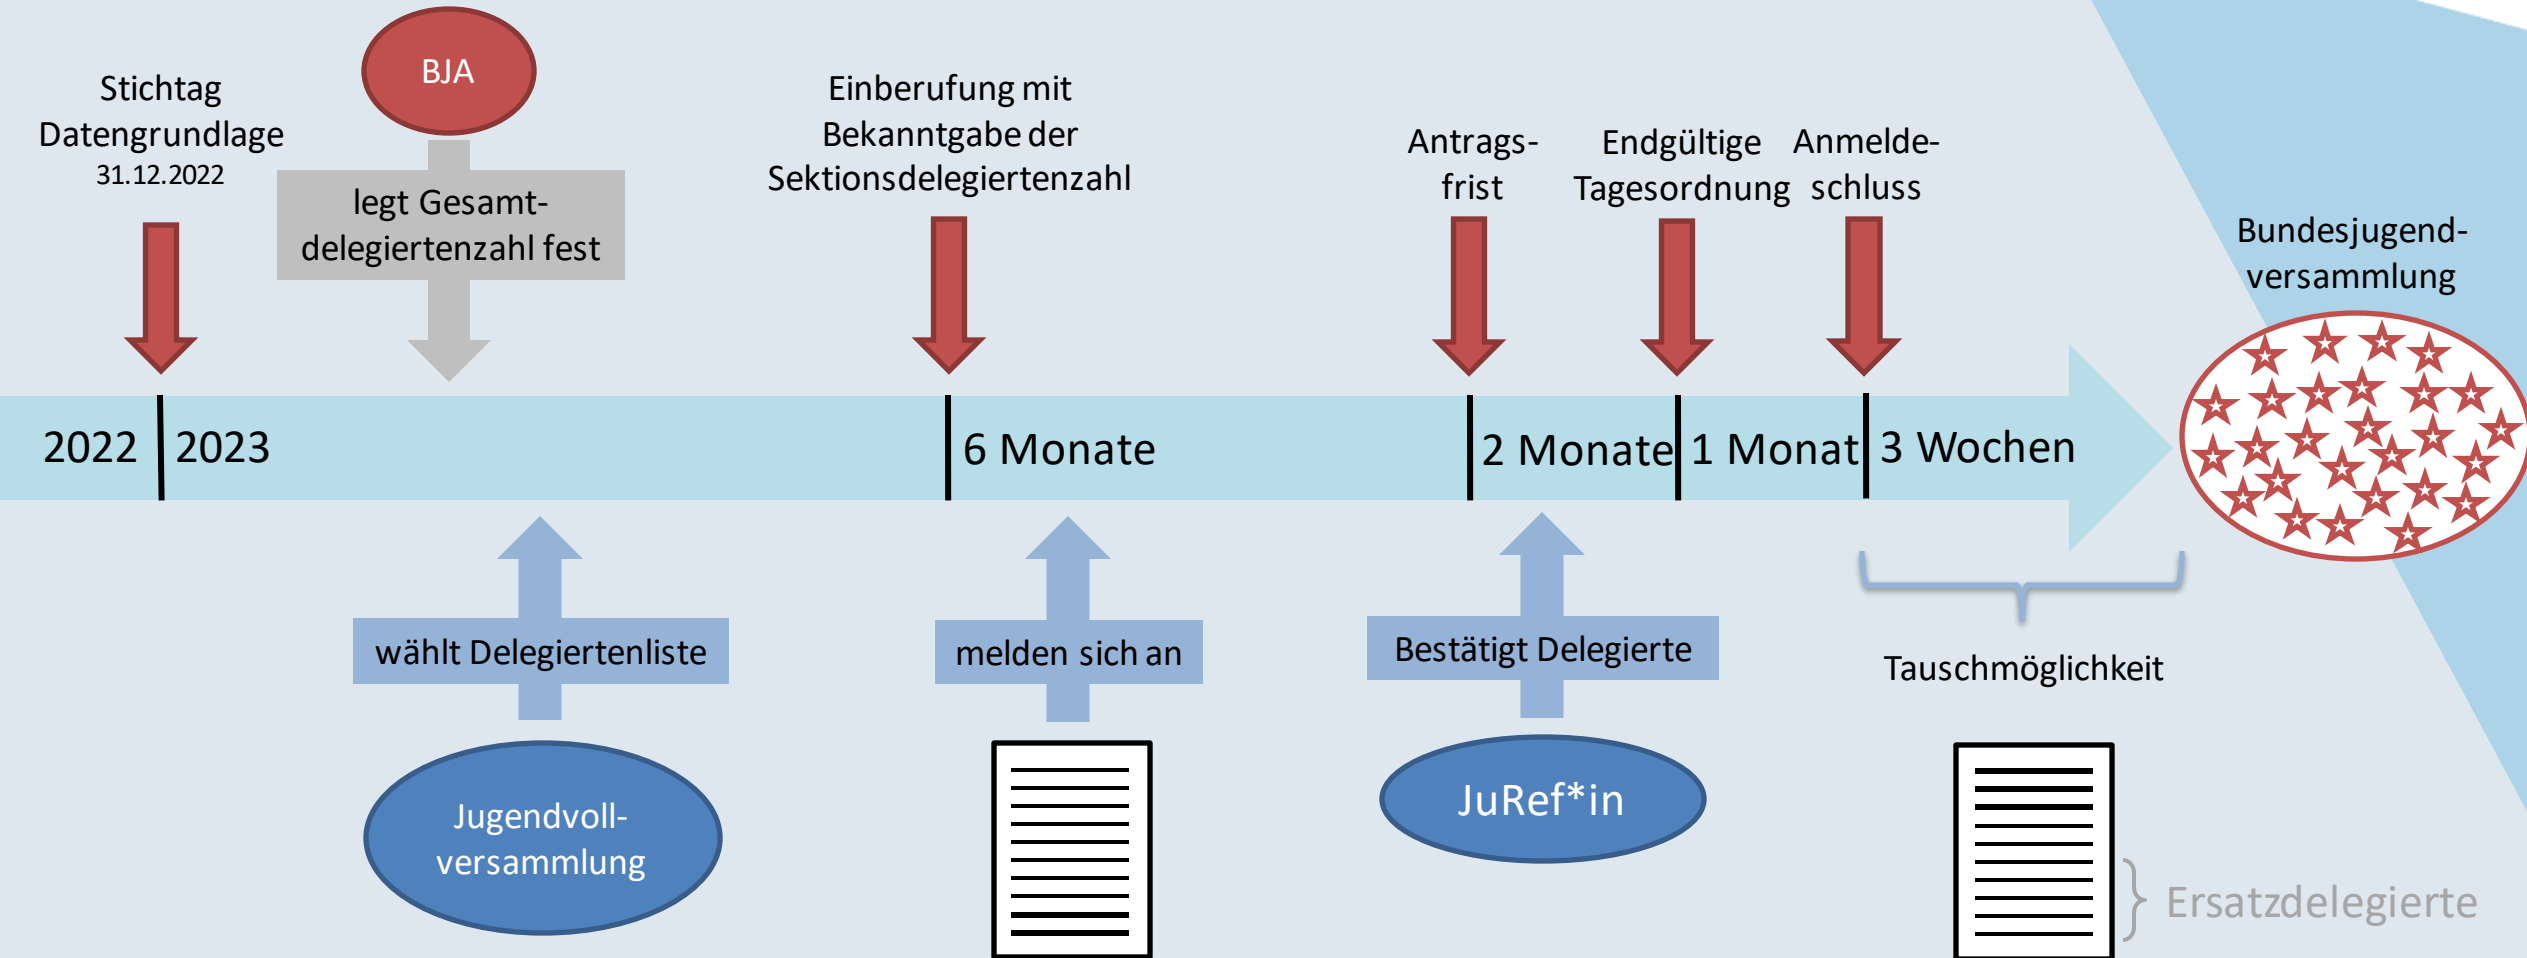 Stichtag
Datengrundlage
31.12.2022
BJA
legt Gesamt-
delegiertenzahl fest
Einberufung mit
Bekanntgabe der
Sektionsdelegiertenzahl
Antrags-
frist
Endgültige
Tagesordnung
Anmelde-
schluss
Bundesjugend-
versammlung
2022
2023
6 Monate
2 Monate
1 Monat
3 Wochen
wählt Delegiertenliste
melden sich an
Bestätigt Delegierte
Tauschmöglichkeit
Jugendvoll-
versammlung
JuRef*in
Ersatzdelegierte